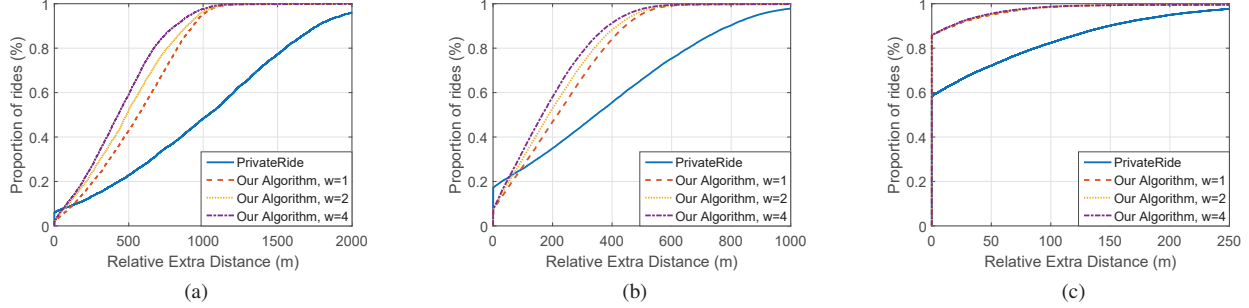 Proportion of rides (%)
1
0.8
0.6
0.4
0.2
0
PrivateRide
Our Algorithm, w=1
Our Algorithm, w=2
Our Algorithm, w=4
0 500 1000 1500 2000
Relative Extra Distance (m)
(a)
Proportion of rides (%)
1
0.8
0.6
0.4
0.2
0
PrivateRide
Our Algorithm, w=1
Our Algorithm, w=2
Our Algorithm, w=4
0 200 400 600 800 1000
Relative Extra Distance (m)
(b)
Proportion of rides (%)
1
0.8
0.6
0.4
0.2
0
PrivateRide
Our Algorithm, w=1
Our Algorithm, w=2
Our Algorithm, w=4
0 50 100 150 200 250
Relative Extra Distance (m)
(c)